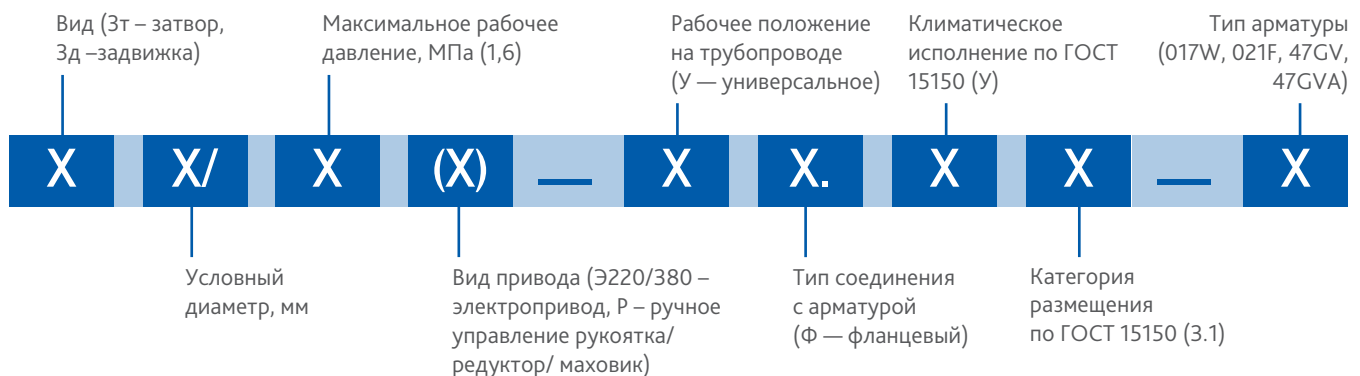 Вид (Зт – затвор,
Зд –задвижка)
Максимальное рабочее
давление, МПа (1,6)
Рабочее положение
на трубопроводе
(У — универсальное)
Климатическое
исполнение по ГОСТ
15150 (У)
Тип арматуры
(017W, 021F, 47GV,
47GVA)
X X/ X (X) — X X. X X — X
Условный
диаметр, мм
Вид привода (Э220/380 –
электропривод, Р – ручное
управление рукоятка/
редуктор/ маховик)
Тип соединения
с арматурой
(Ф — фланцевый)
Категория
размещения
по ГОСТ 15150 (3.1)